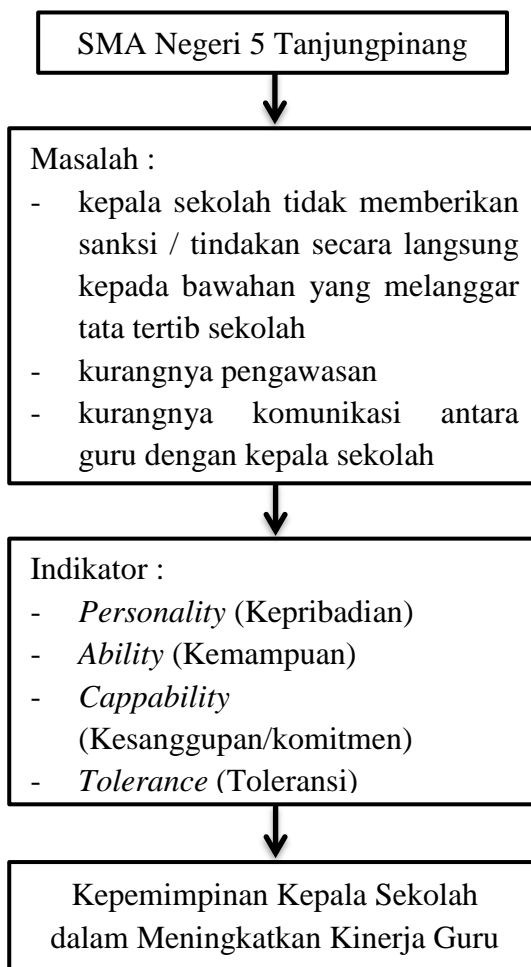 SMA Negeri 5 Tanjungpinang
Masalah :
- kepala sekolah tidak memberikan
sanksi / tindakan secara langsung
kepada bawahan yang melanggar
tata tertib sekolah
- kurangnya pengawasan
- kurangnya komunikasi antara
guru dengan kepala sekolah
Indikator :
- Personality (Kepribadian)
- Ability (Kemampuan)
- Cappability
(Kesanggupan/komitmen)
- Tolerance (Toleransi)
Kepemimpinan Kepala Sekolah
dalam Meningkatkan Kinerja Guru